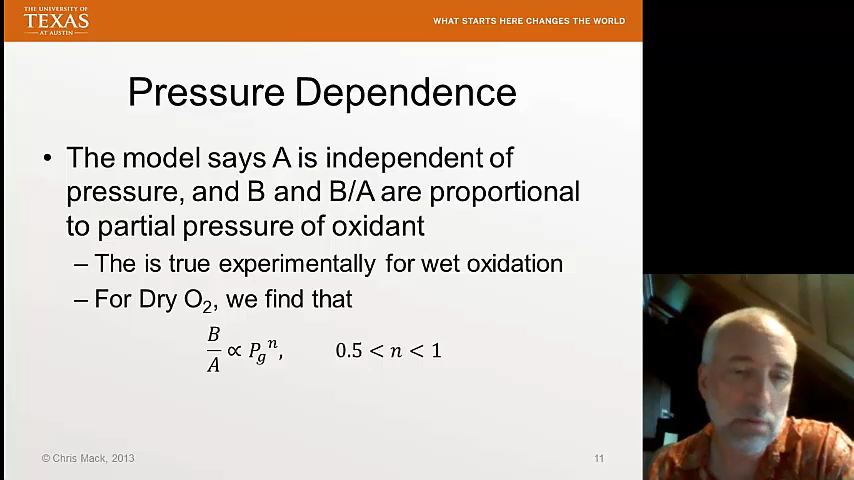 THE UNIVERSITY OF
TEXAS
AT AUSTIN
WHAT STARTS HERE CHANGES THE WORLD
Pressure Dependence
• The model says A is independent of
pressure, and B and B/A are proportional
to partial pressure of oxidant
– The is true experimentally for wet oxidation
– For Dry O₂, we find that
B/A ∝ P_g^n, 0.5 < n < 1
© Chris Mack, 2013
11